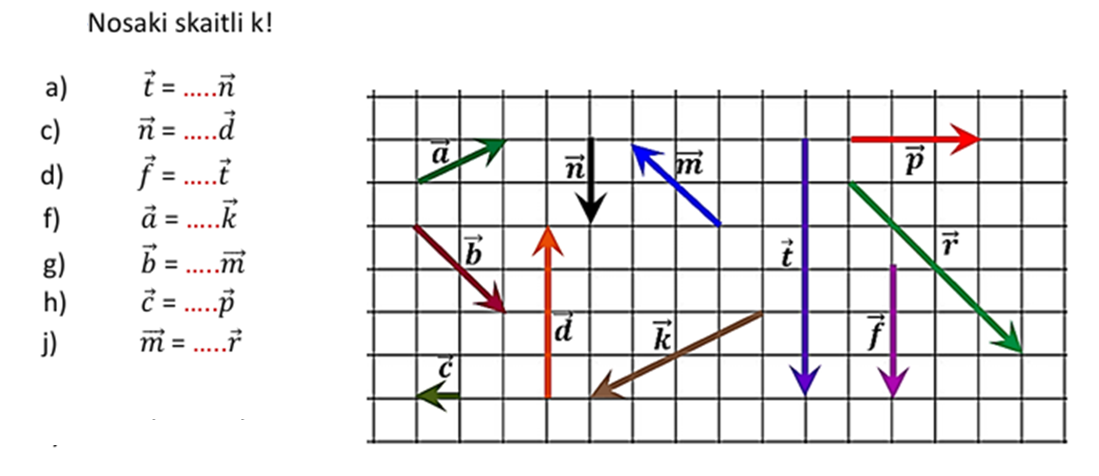 Nosaki skaitli k!
a) t⃗ = .....n⃗
c) n⃗ = .....d⃗
d) f⃗ = .....t⃗
f) a⃗ = .....k⃗
g) b⃗ = .....m⃗
h) c⃗ = .....p⃗
j) m⃗ = .....r⃗
a⃗ n⃗ m⃗ p⃗
b⃗ t⃗ r⃗
d⃗ k⃗ f⃗
c⃗